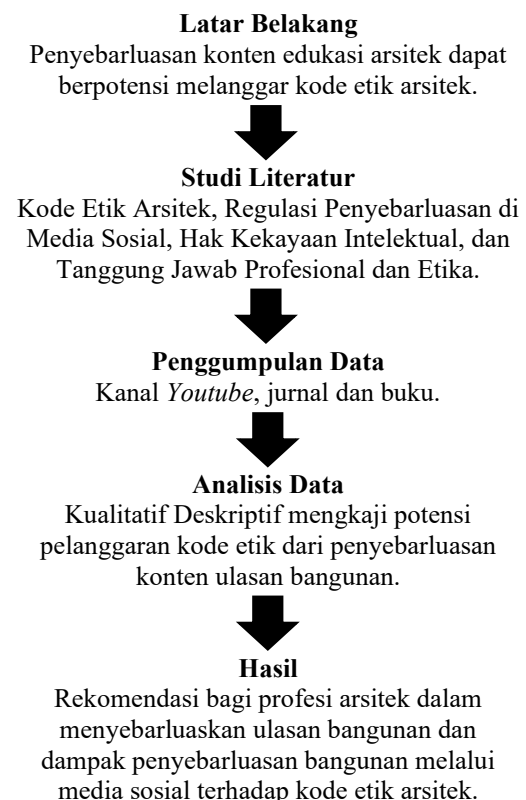 Latar Belakang
Penyebarluasan konten edukasi arsitek dapat
berpotensi melanggar kode etik arsitek.
Studi Literatur
Kode Etik Arsitek, Regulasi Penyebarluasan di
Media Sosial, Hak Kekayaan Intelektual, dan
Tanggung Jawab Profesional dan Etika.
Penggumpulan Data
Kanal Youtube, jurnal dan buku.
Analisis Data
Kualitatif Deskriptif mengkaji potensi
pelanggaran kode etik dari penyebarluasan
konten ulasan bangunan.
Hasil
Rekomendasi bagi profesi arsitek dalam
menyebarluaskan ulasan bangunan dan
dampak penyebarluasan bangunan melalui
media sosial terhadap kode etik arsitek.